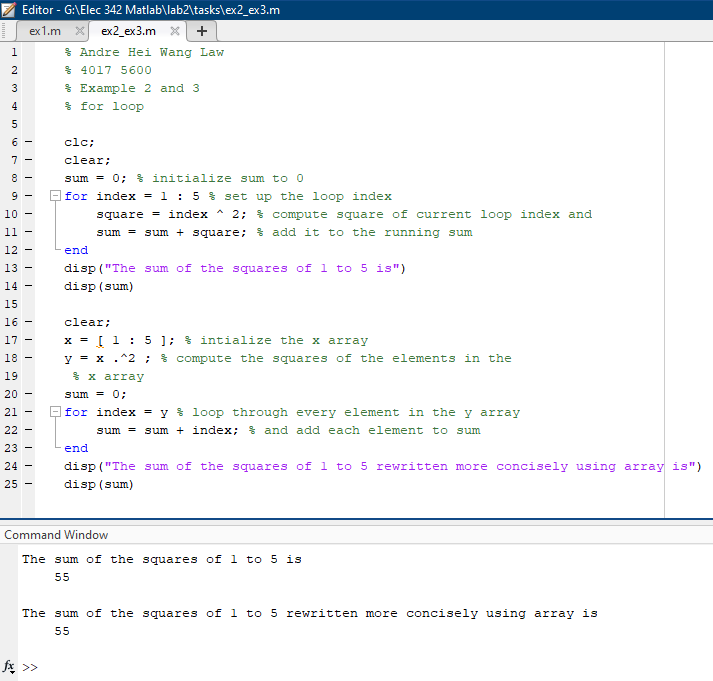 Editor - G:\Elec 342 Matlab\lab2\tasks\ex2_ex3.m
ex1.m ex2_ex3.m +
1 % Andre Hei Wang Law
2 % 4017 5600
3 % Example 2 and 3
4 % for loop
5
6 - clc;
7 - clear;
8 - sum = 0; % initialize sum to 0
9 - for index = 1 : 5 % set up the loop index
10 - square = index ^ 2; % compute square of current loop index and
11 - sum = sum + square; % add it to the running sum
12 - end
13 - disp("The sum of the squares of 1 to 5 is")
14 - disp(sum)
15
16 - clear;
17 - x = [ 1 : 5 ]; % intialize the x array
18 - y = x .^2 ; % compute the squares of the elements in the
19 % x array
20 - sum = 0;
21 - for index = y % loop through every element in the y array
22 - sum = sum + index; % and add each element to sum
23 - end
24 - disp("The sum of the squares of 1 to 5 rewritten more concisely using array is")
25 - disp(sum)
Command Window
The sum of the squares of 1 to 5 is
55
The sum of the squares of 1 to 5 rewritten more concisely using array is
55
fx >>